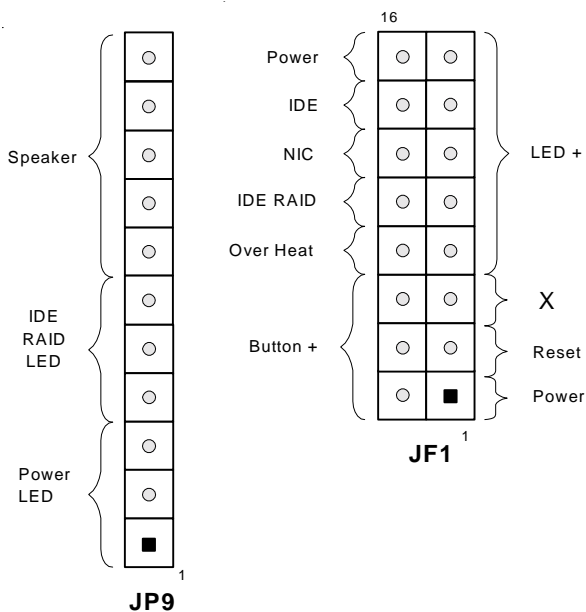 Speaker
IDE
RAID
LED
Power
LED
1
JP9
16
Power
IDE
NIC
IDE RAID
Over Heat
Button +
LED +
X
Reset
Power
1
JF1